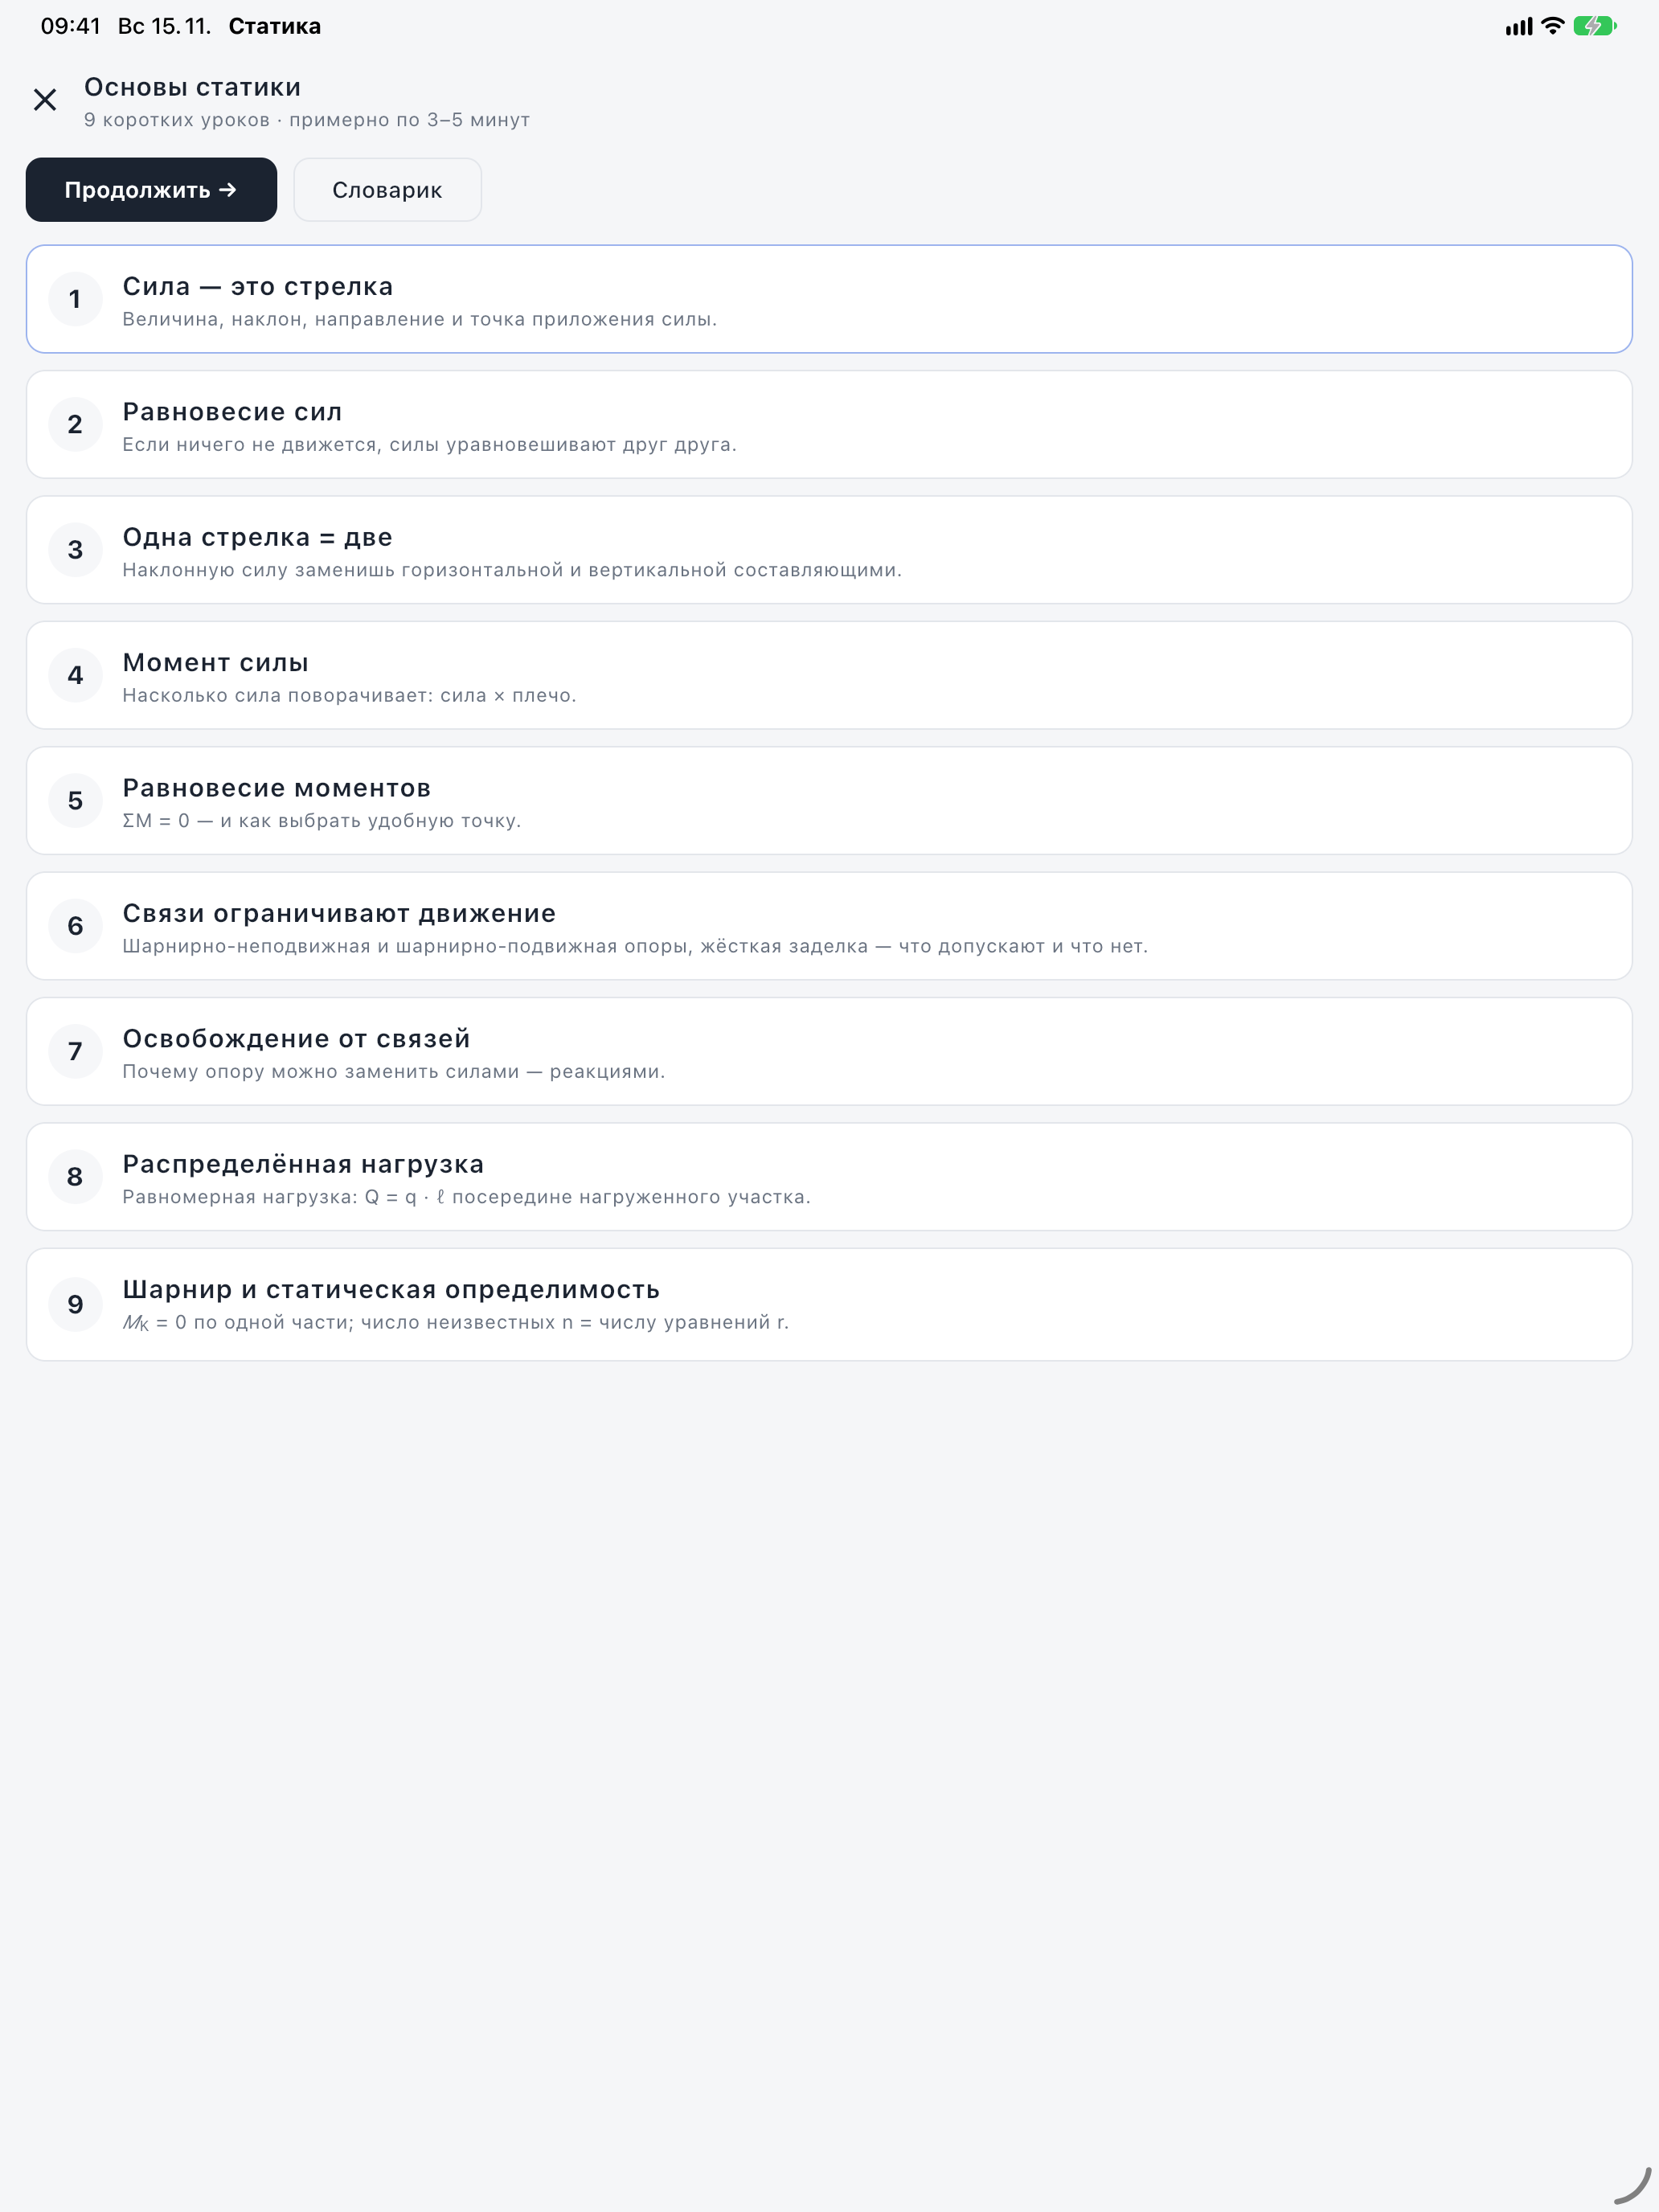 09:41 Вс 15.11. Статика
Основы статики
9 коротких уроков · примерно по 3–5 минут
Продолжить →
Словарик
1
Сила — это стрелка
Величина, наклон, направление и точка приложения силы.
2
Равновесие сил
Если ничего не движется, силы уравновешивают друг друга.
3
Одна стрелка = две
Наклонную силу заменишь горизонтальной и вертикальной составляющими.
4
Момент силы
Насколько сила поворачивает: сила × плечо.
5
Равновесие моментов
ΣM = 0 — и как выбрать удобную точку.
6
Связи ограничивают движение
Шарнирно-неподвижная и шарнирно-подвижная опоры, жёсткая заделка — что допускают и что нет.
7
Освобождение от связей
Почему опору можно заменить силами — реакциями.
8
Распределённая нагрузка
Равномерная нагрузка: Q = q · ℓ посередине нагруженного участка.
9
Шарнир и статическая определимость
𝑀ₖ = 0 по одной части; число неизвестных n = числу уравнений r.